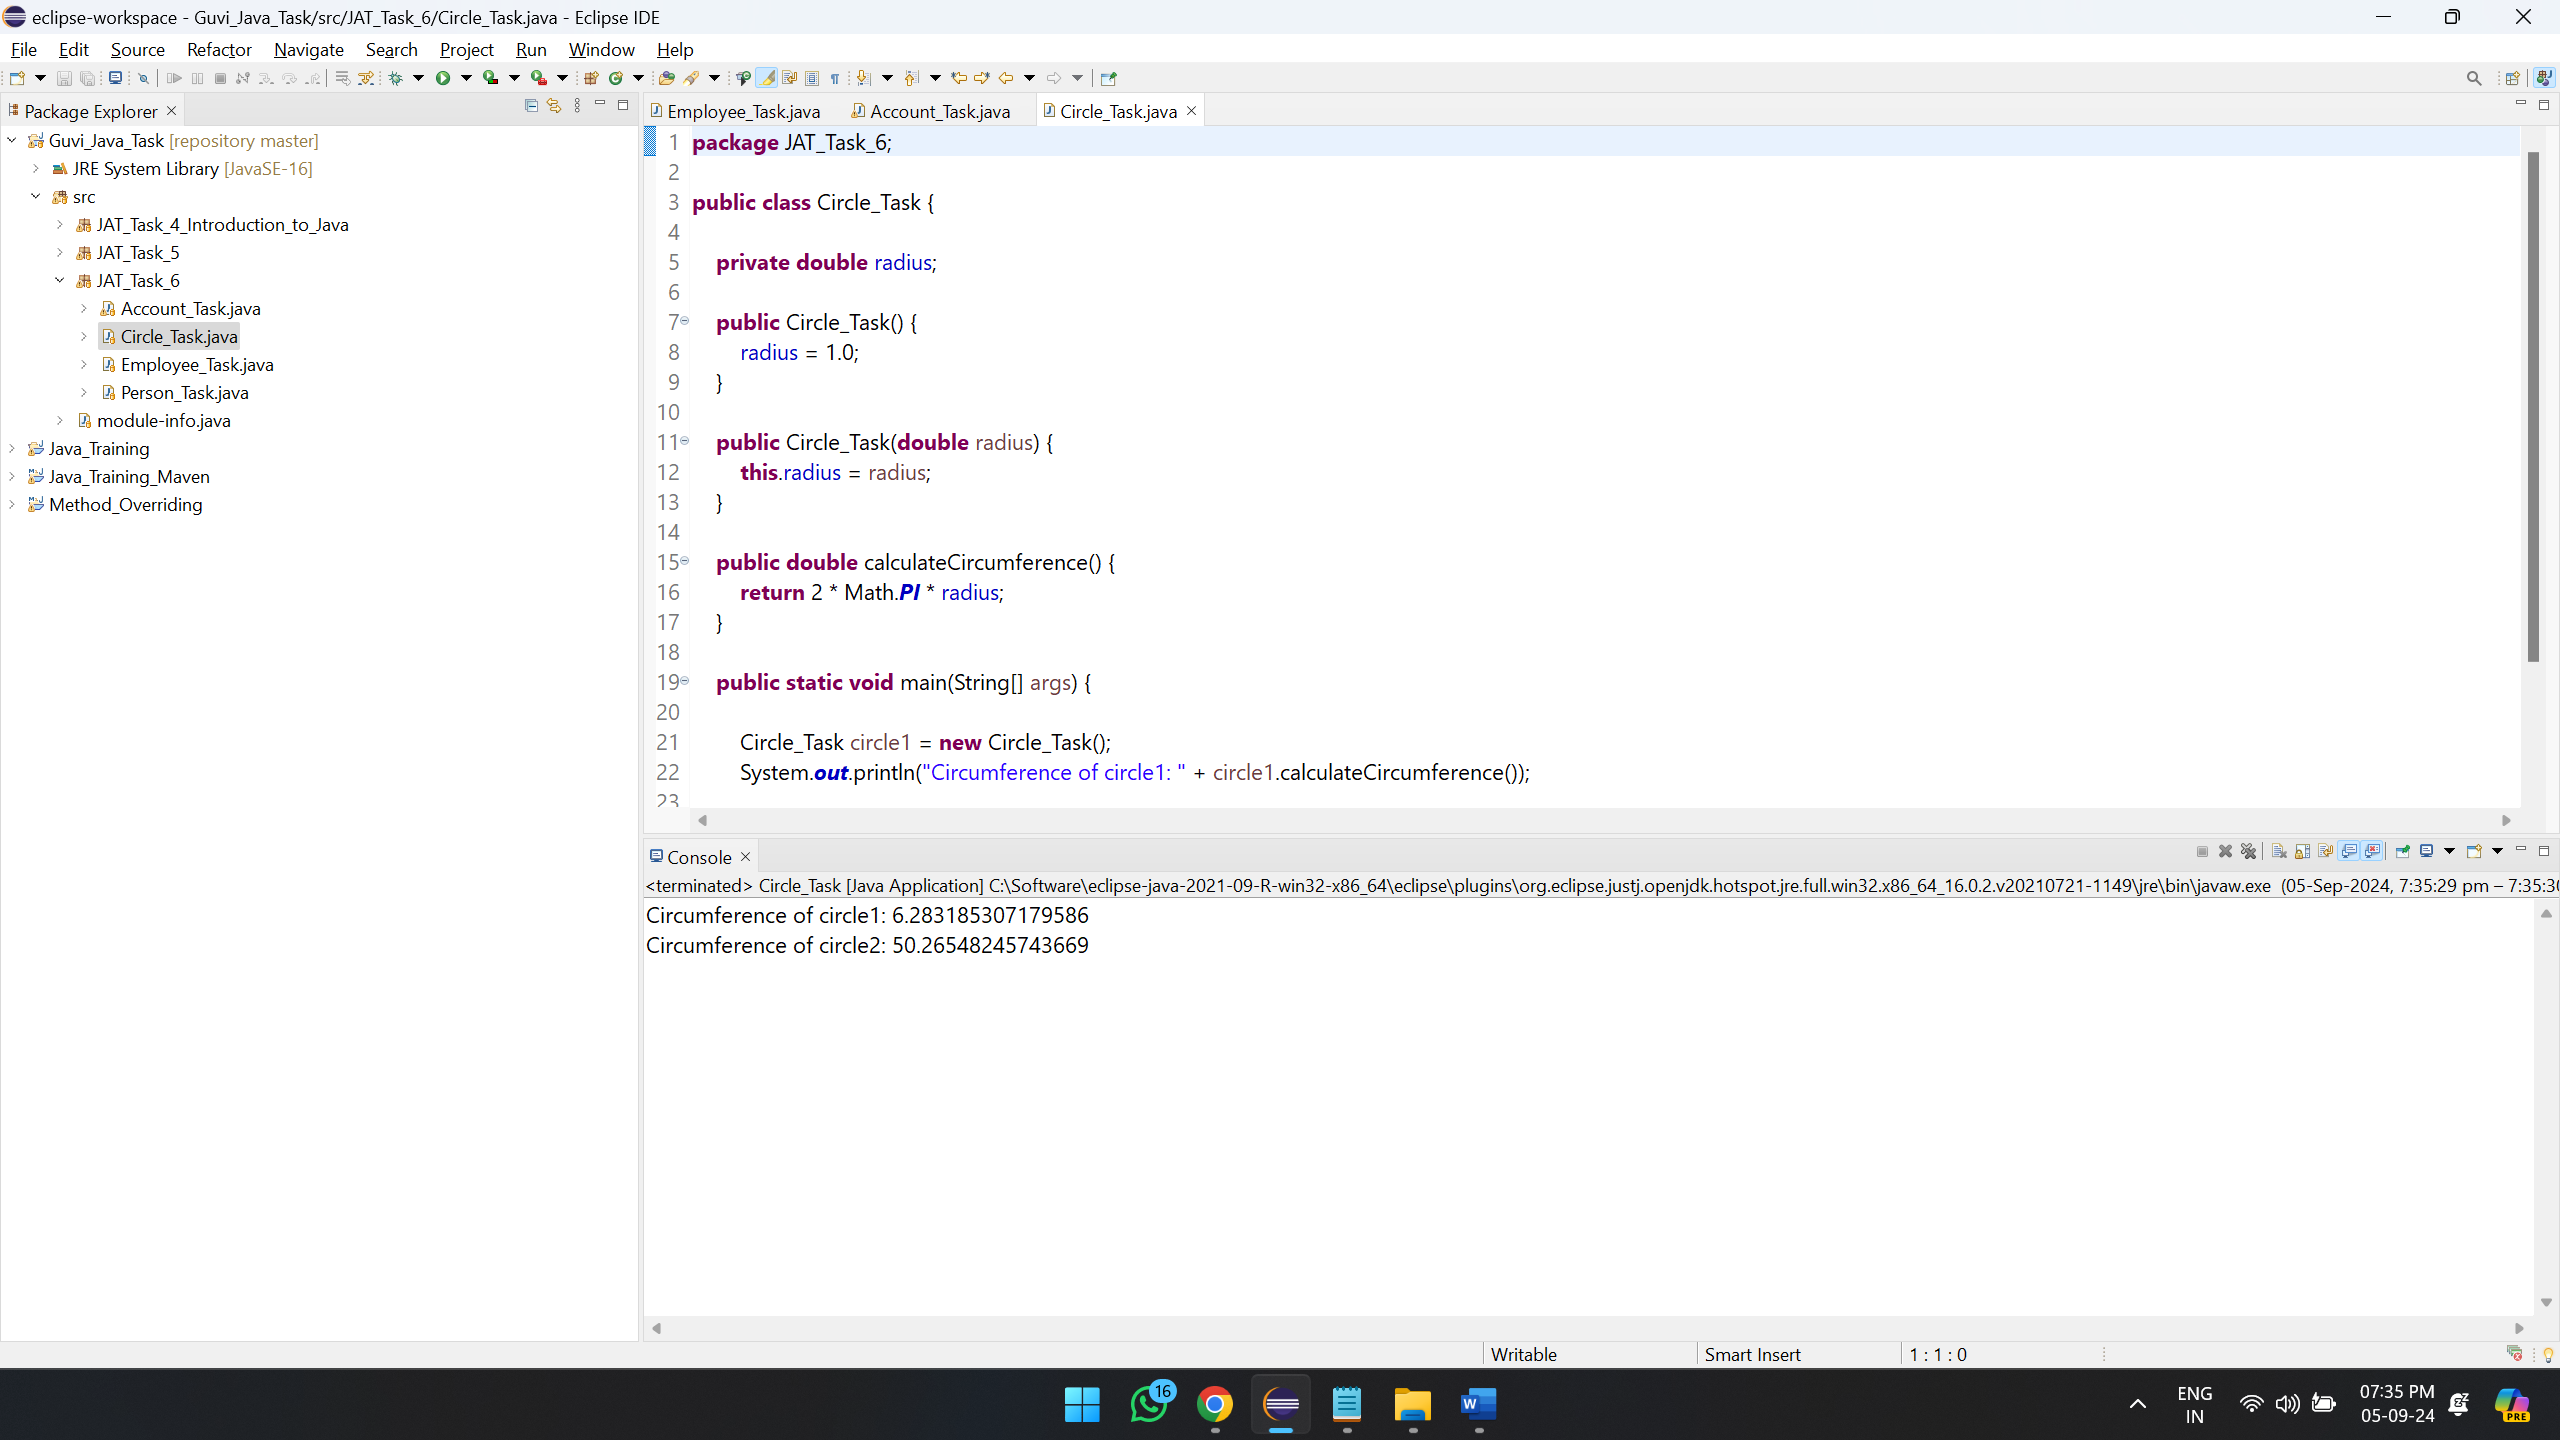 eclipse-workspace - Guvi_Java_Task/src/JAT_Task_6/Circle_Task.java - Eclipse IDE
File Edit Source Refactor Navigate Search Project Run Window Help
Package Explorer
Guvi_Java_Task [repository master]
JRE System Library [JavaSE-16]
src
JAT_Task_4_Introduction_to_Java
JAT_Task_5
JAT_Task_6
Account_Task.java
Circle_Task.java
Employee_Task.java
Person_Task.java
module-info.java
Java_Training
Java_Training_Maven
Method_Overriding
Employee_Task.java Account_Task.java Circle_Task.java
1 package JAT_Task_6;
2
3 public class Circle_Task {
4
5 private double radius;
6
7 public Circle_Task() {
8 radius = 1.0;
9 }
10
11 public Circle_Task(double radius) {
12 this.radius = radius;
13 }
14
15 public double calculateCircumference() {
16 return 2 * Math.PI * radius;
17 }
18
19 public static void main(String[] args) {
20
21 Circle_Task circle1 = new Circle_Task();
22 System.out.println("Circumference of circle1: " + circle1.calculateCircumference());
23
Console
<terminated> Circle_Task [Java Application] C:\Software\eclipse-java-2021-09-R-win32-x86_64\eclipse\plugins\org.eclipse.justj.openjdk.hotspot.jre.full.win32.x86_64_16.0.2.v20210721-1149\jre\bin\javaw.exe (05-Sep-2024, 7:35:29 pm – 7:35:30
Circumference of circle1: 6.283185307179586
Circumference of circle2: 50.26548245743669
Writable Smart Insert 1 : 1 : 0
16
W
ENG
IN
07:35 PM
05-09-24
PRE